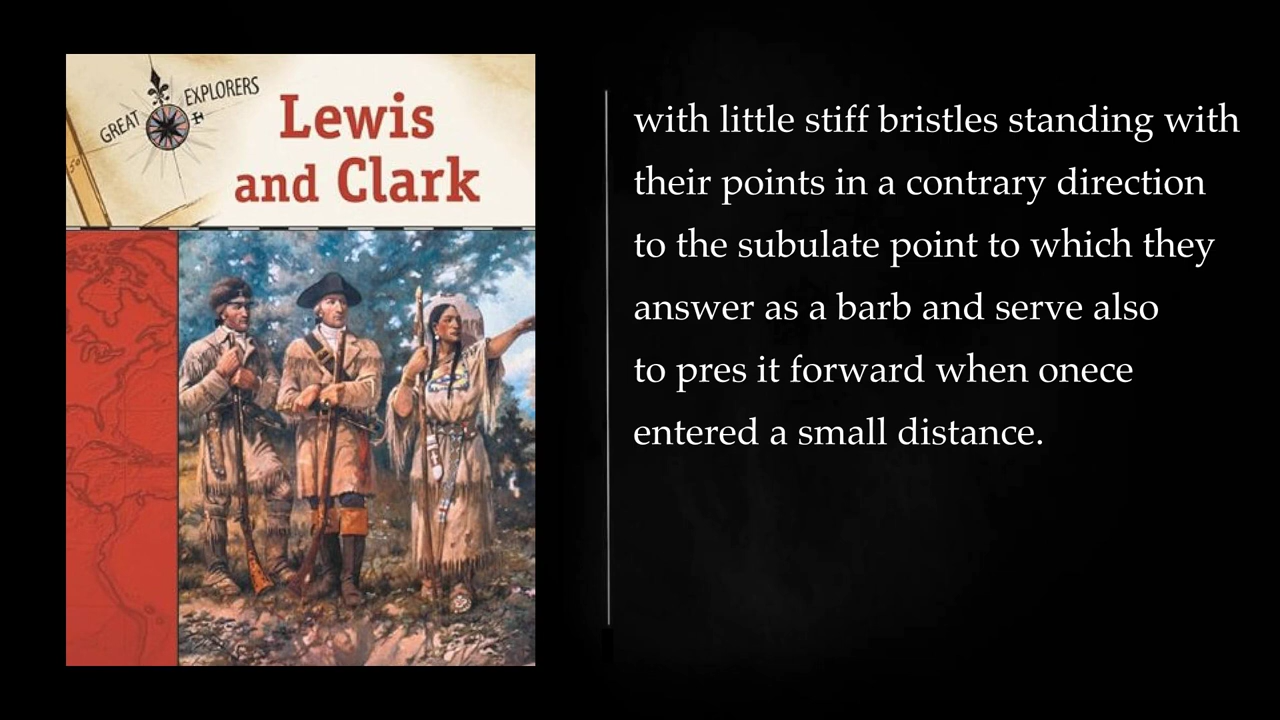 GREAT EXPLORERS
Lewis
and Clark
50
with little stiff bristles standing with
their points in a contrary direction
to the subulate point to which they
answer as a barb and serve also
to pres it forward when onece
entered a small distance.